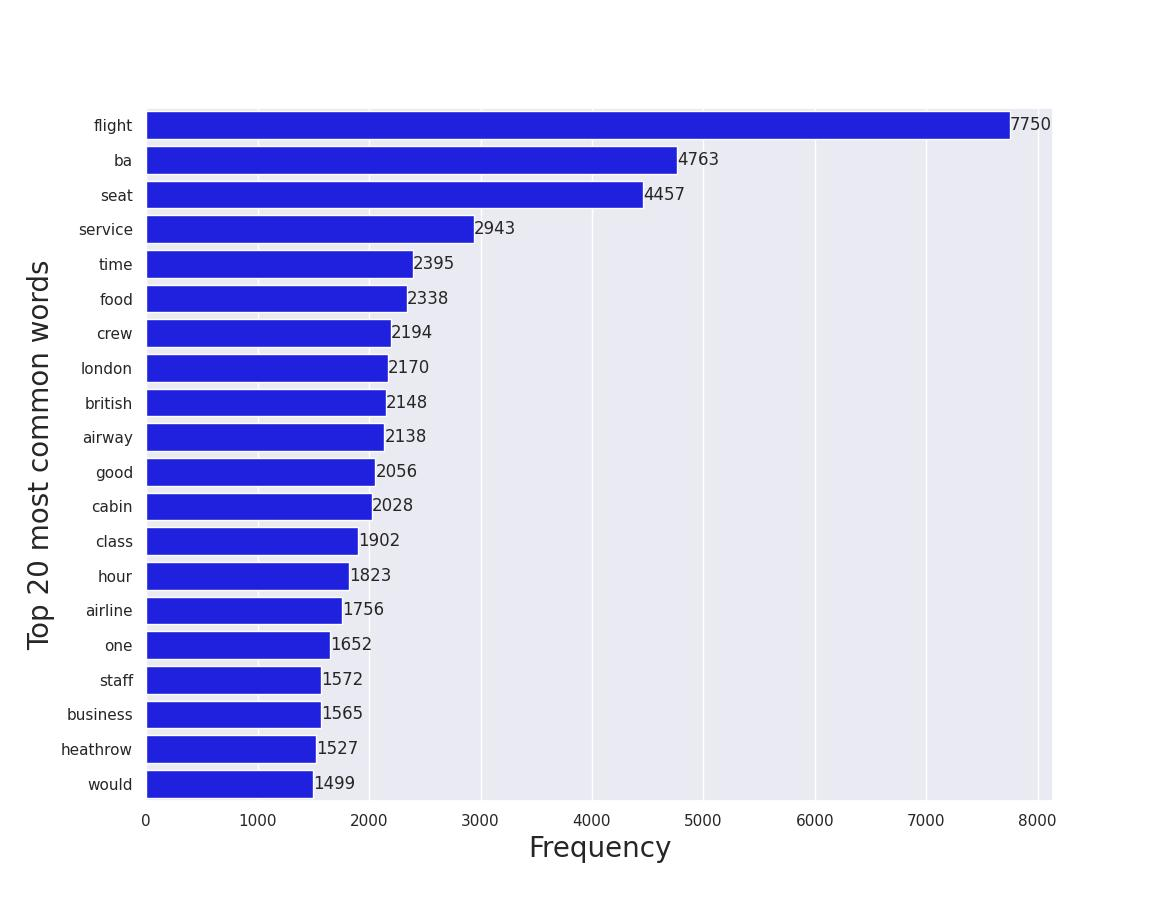 flight 7750
ba 4763
seat 4457
service 2943
time 2395
food 2338
crew 2194
london 2170
british 2148
airway 2138
good 2056
cabin 2028
class 1902
hour 1823
airline 1756
one 1652
staff 1572
business 1565
heathrow 1527
would 1499
0 1000 2000 3000 4000 5000 6000 7000 8000
Frequency
Top 20 most common words